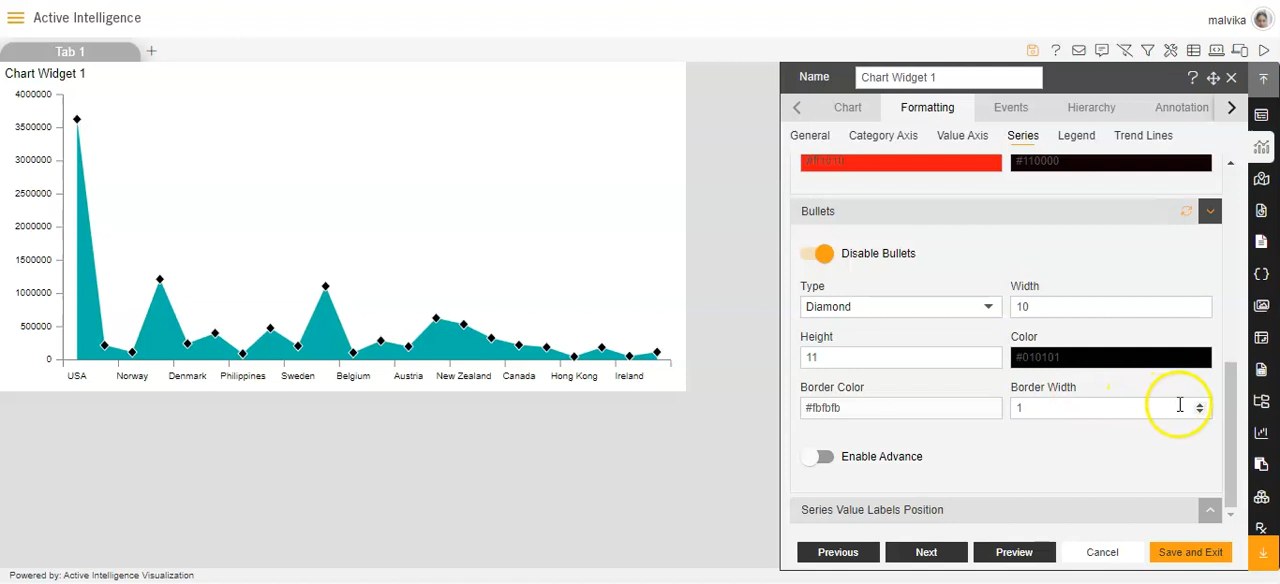 Active Intelligence
malvika
Tab 1
+
?
Chart Widget 1
4000000
3500000
3000000
2500000
2000000
1500000
1000000
500000
0
USA Norway Denmark Philippines Sweden Belgium Austria New Zealand Canada Hong Kong Ireland
Name Chart Widget 1
?
Chart Formatting Events Hierarchy Annotation
General Category Axis Value Axis Series Legend Trend Lines
#110000
Bullets
Disable Bullets
Type Width
Diamond 10
Height Color
11 #010101
Border Color Border Width
#fbfbfb 1
Enable Advance
Series Value Labels Position
Previous Next Preview Cancel Save and Exit
Powered by: Active Intelligence Visualization